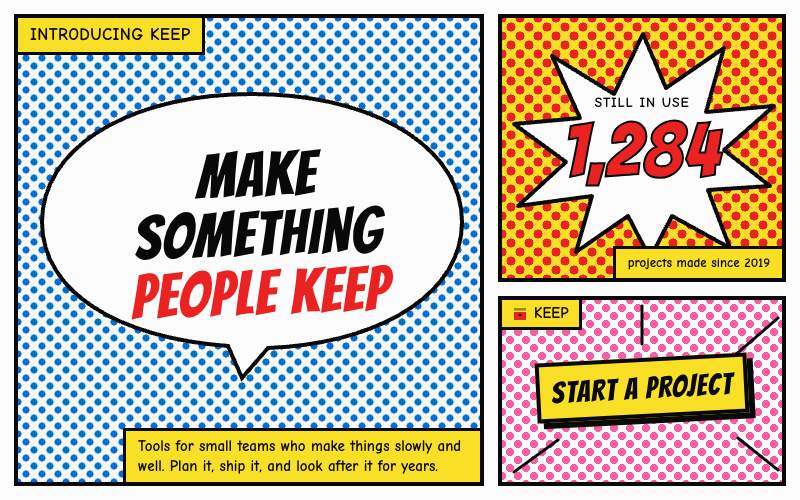 INTRODUCING KEEP
MAKE
SOMETHING
PEOPLE KEEP
Tools for small teams who make things slowly and
well. Plan it, ship it, and look after it for years.
STILL IN USE
1,284
projects made since 2019
KEEP
START A PROJECT